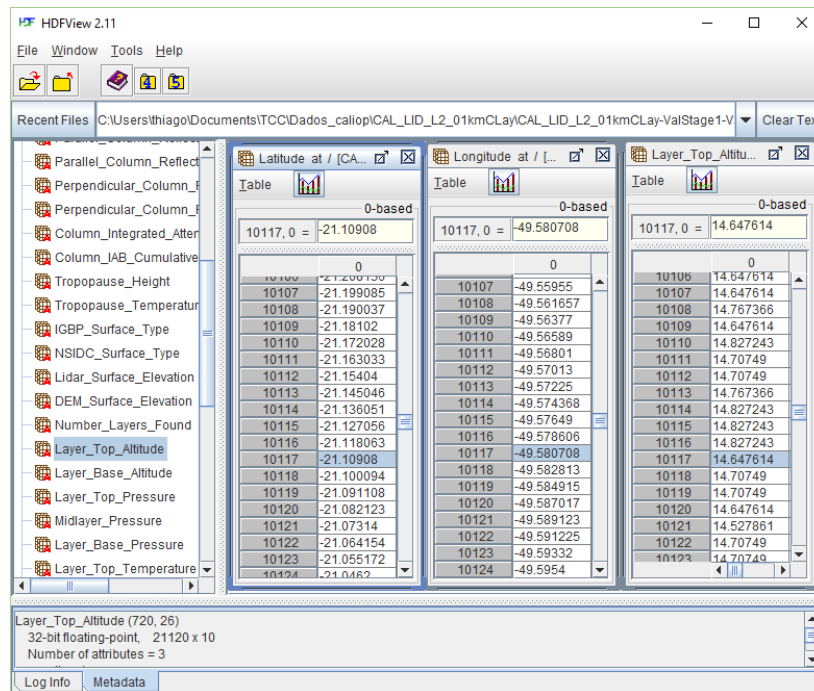 HDFView 2.11
File Window Tools Help
4 5
Recent Files C:\Users\thiago\Documents\TCC\Dados_caliop\CAL_LID_L2_01kmCLay\CAL_LID_L2_01kmCLay-ValStage1-V Clear Tex
Parallel_Column_Reflect
Perpendicular_Column_F
Perpendicular_Column_F
Column_Integrated_Atten
Column_IAB_Cumulative
Tropopause_Height
Tropopause_Temperatur
IGBP_Surface_Type
NSIDC_Surface_Type
Lidar_Surface_Elevation
DEM_Surface_Elevation
Number_Layers_Found
Layer_Top_Altitude
Layer_Base_Altitude
Layer_Top_Pressure
Midlayer_Pressure
Layer_Base_Pressure
Layer_Top_Temperature
Latitude at / [CA...
Table
0-based
10117, 0 = -21.10908
0
10106 -21.208130
10107 -21.199085
10108 -21.190037
10109 -21.18102
10110 -21.172028
10111 -21.163033
10112 -21.15404
10113 -21.145046
10114 -21.136051
10115 -21.127056
10116 -21.118063
10117 -21.10908
10118 -21.100094
10119 -21.091108
10120 -21.082123
10121 -21.07314
10122 -21.064154
10123 -21.055172
10124 -21.0462
Longitude at / [...
Table
0-based
10117, 0 = -49.580708
0
10107 -49.55955
10108 -49.561657
10109 -49.56377
10110 -49.56589
10111 -49.56801
10112 -49.57013
10113 -49.57225
10114 -49.574368
10115 -49.57649
10116 -49.578606
10117 -49.580708
10118 -49.582813
10119 -49.584915
10120 -49.587017
10121 -49.589123
10122 -49.591225
10123 -49.59332
10124 -49.5954
Layer_Top_Altitu...
Table
0-based
10117, 0 = 14.647614
0
10106 14.647614
10107 14.647614
10108 14.767366
10109 14.647614
10110 14.827243
10111 14.70749
10112 14.70749
10113 14.767366
10114 14.827243
10115 14.827243
10116 14.827243
10117 14.647614
10118 14.70749
10119 14.70749
10120 14.647614
10121 14.527861
10122 14.70749
10123 14.70749
Layer_Top_Altitude (720, 26)
32-bit floating-point, 21120 x 10
Number of attributes = 3
Log Info Metadata